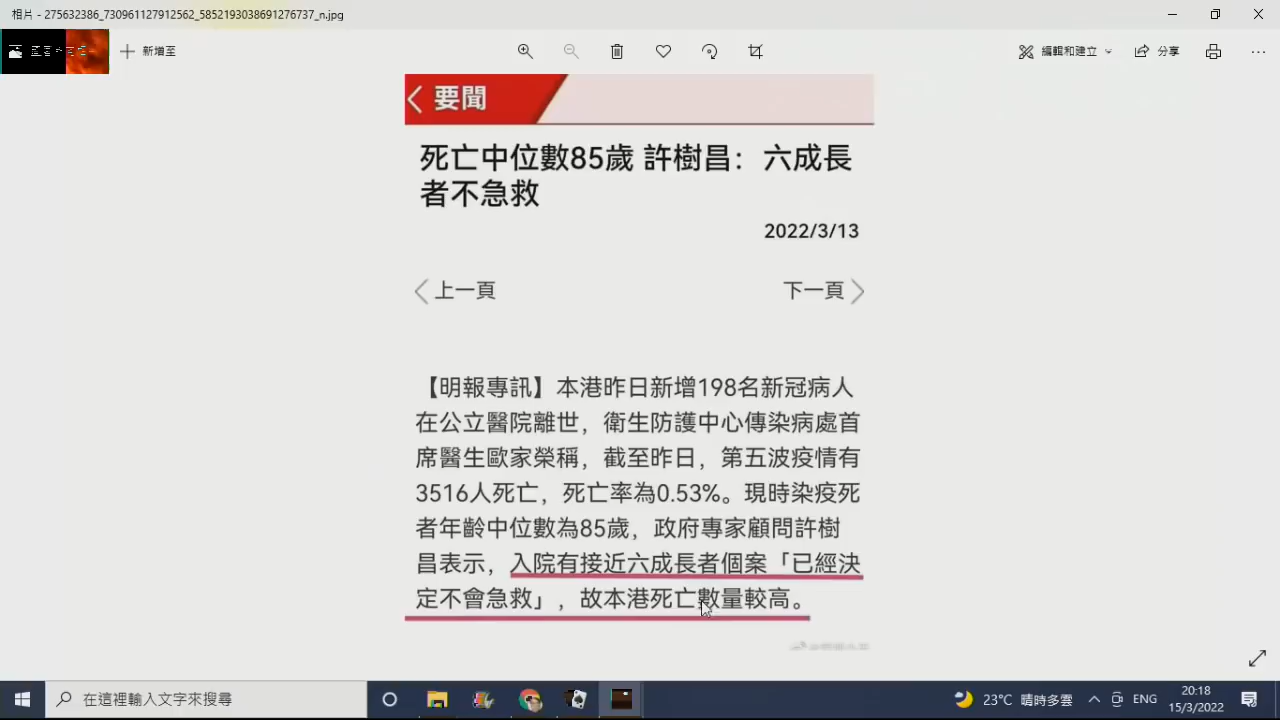 相片 - 275632386_730961127912562_5852193038691276737_n.jpg
新增至
編輯和建立
分享
要聞
死亡中位數85歲 許樹昌：六成長
者不急救
2022/3/13
上一頁
下一頁
【明報專訊】本港昨日新增198名新冠病人
在公立醫院離世，衛生防護中心傳染病處首
席醫生歐家榮稱，截至昨日，第五波疫情有
3516人死亡，死亡率為0.53%。現時染疫死
者年齡中位數為85歲，政府專家顧問許樹
昌表示，入院有接近六成長者個案「已經決
定不會急救」，故本港死亡數量較高。
在這裡輸入文字來搜尋
23°C 晴時多雲
ENG
20:18
15/3/2022